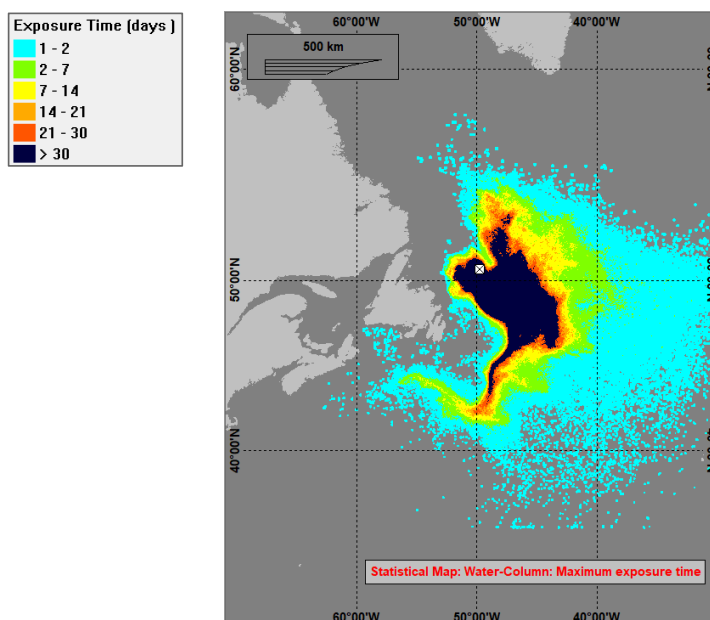 Exposure Time (days )
1 - 2
2 - 7
7 - 14
14 - 21
21 - 30
> 30
60°00'W 50°00'W 40°00'W
500 km
60°00'N
50°00'N
40°00'N
Statistical Map: Water-Column: Maximum exposure time
60°00'W 50°00'W 40°00'W